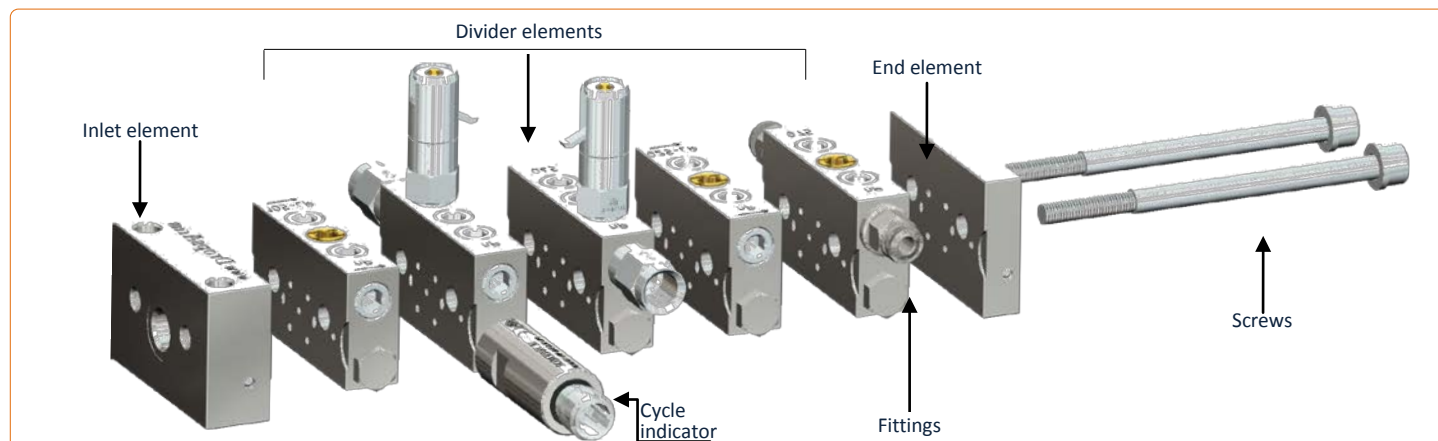 Divider elements
End element
Inlet element
Screws
Cycle
indicator
Fittings